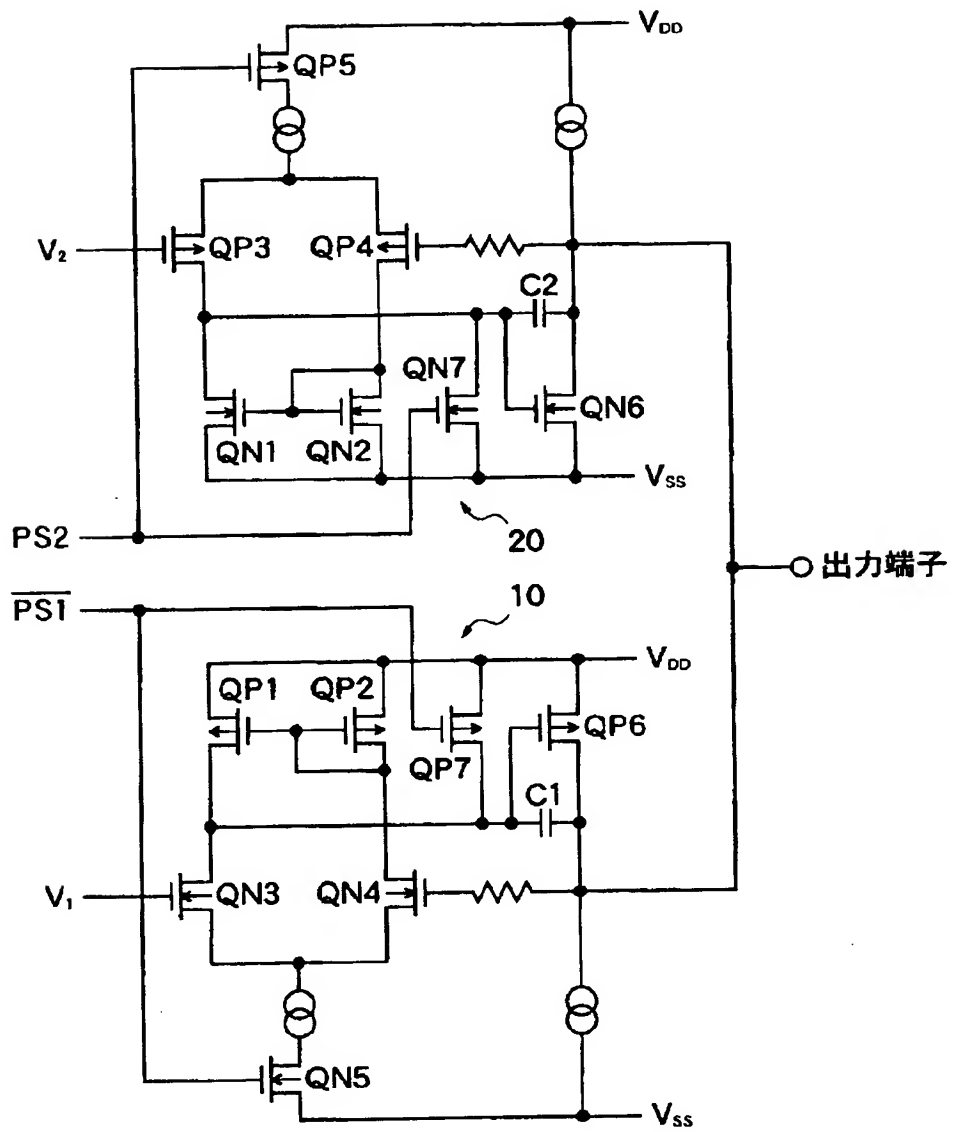 V_DD
QP5
V₂
QP3
QP4
C2
QN7
QN6
QN1
QN2
V_SS
PS2
20
出力端子
P̅S̅1̅
10
V_DD
QP1
QP2
QP6
QP7
C1
V₁
QN3
QN4
QN5
V_SS